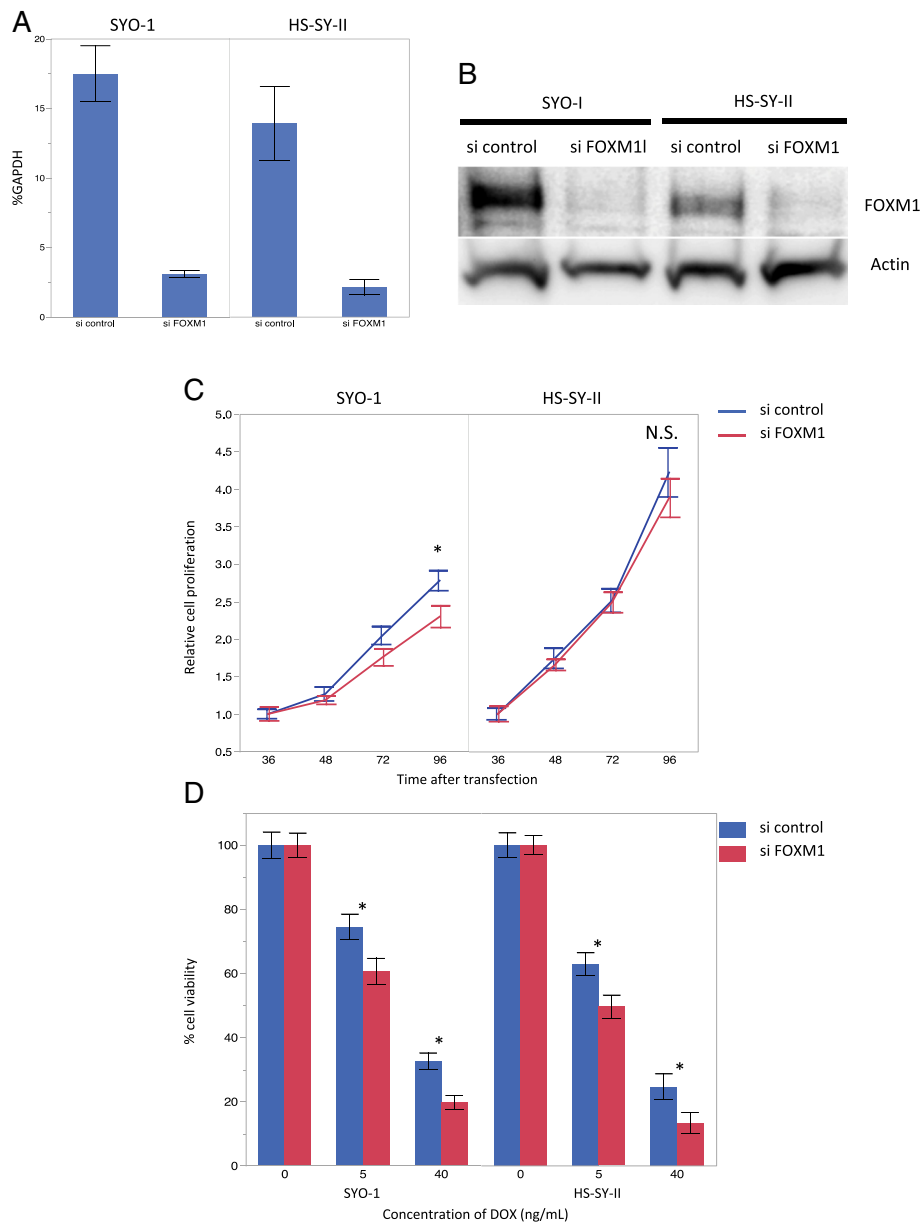 A
SYO-1
HS-SY-II
20
15
10
5
0
%GAPDH
si control
si FOXM1
si control
si FOXM1
B
SYO-I
HS-SY-II
si control
si FOXM1l
si control
si FOXM1
FOXM1
Actin
C
SYO-1
HS-SY-II
si control
si FOXM1
5.0
4.5
4.0
3.5
3.0
2.5
2.0
1.5
1.0
0.5
Relative cell proliferation
*
N.S.
36
48
72
96
36
48
72
96
Time after transfection
D
si control
si FOXM1
100
80
60
40
20
0
% cell viability
*
*
*
*
0
5
40
0
5
40
SYO-1
HS-SY-II
Concentration of DOX (ng/mL)